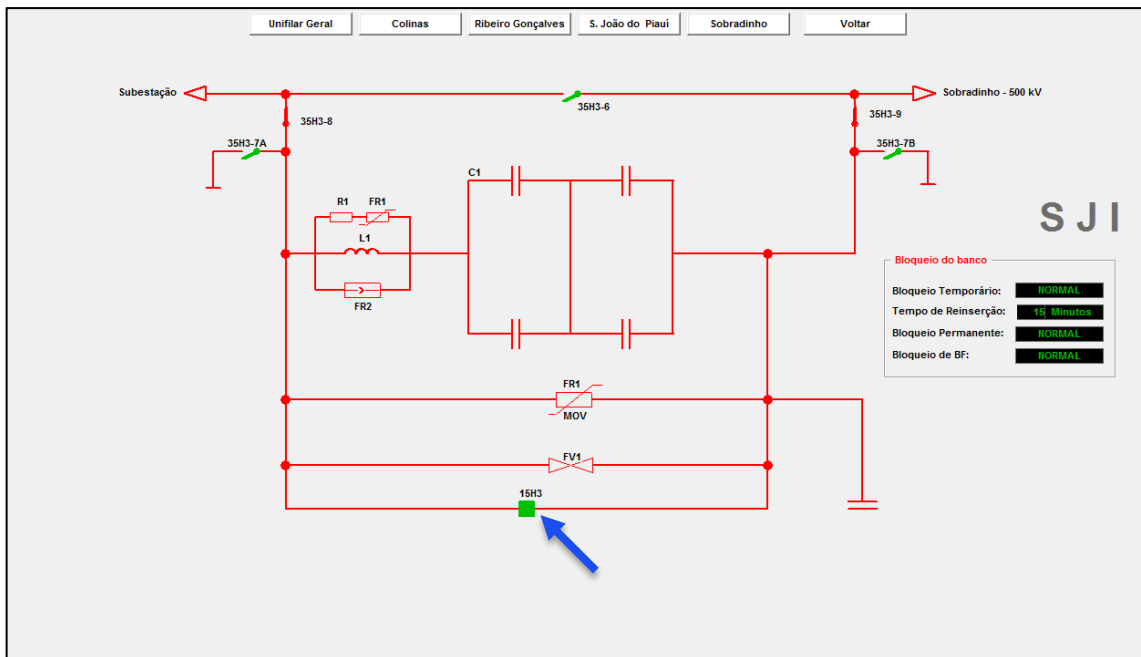 Unifilar Geral
Colinas
Ribeiro Gonçalves
S. João do Piauí
Sobradinho
Voltar
Subestação
35H3-6
Sobradinho - 500 kV
35H3-8
35H3-9
35H3-7A
35H3-7B
C1
R1 FR1
L1
FR2
S J I
Bloqueio do banco
Bloqueio Temporário: NORMAL
Tempo de Reinserção: 15 Minutos
Bloqueio Permanente: NORMAL
Bloqueio de BF: NORMAL
FR1
MOV
FV1
15H3